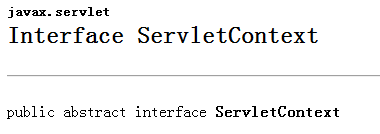 javax.servlet
Interface ServletContext
public abstract interface ServletContext